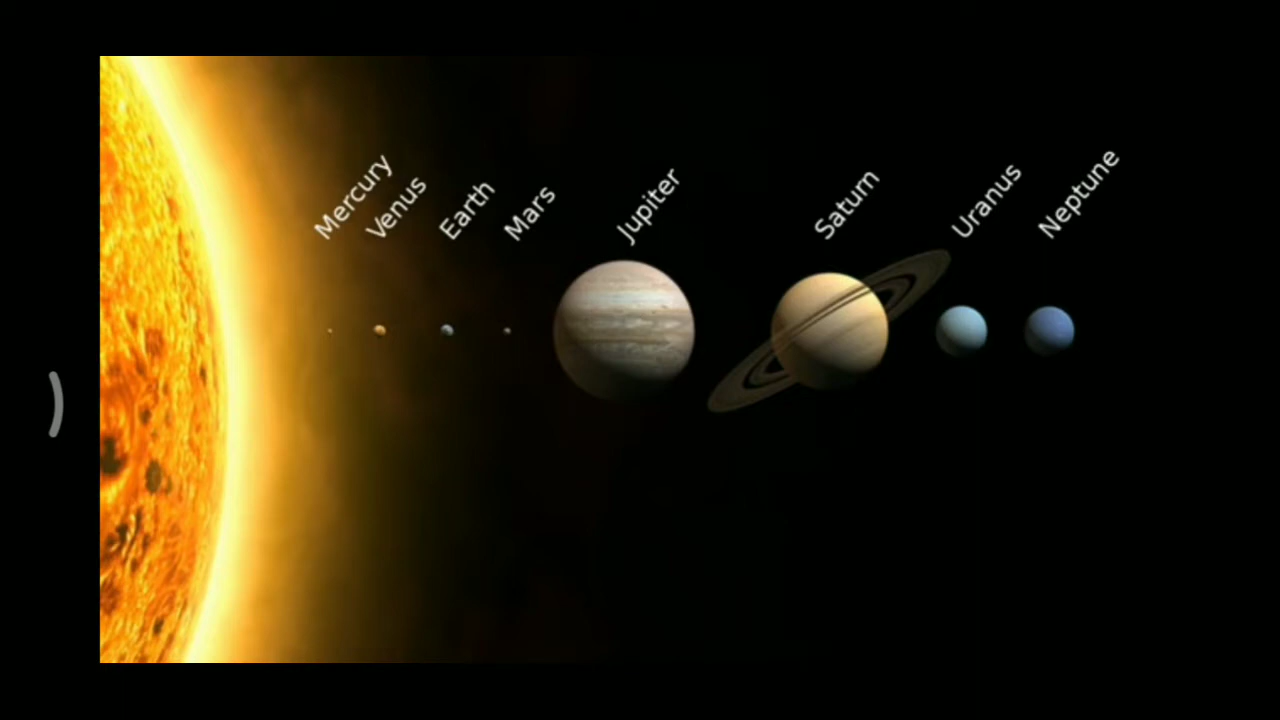 Mercury
Venus
Earth
Mars
Jupiter
Saturn
Uranus
Neptune